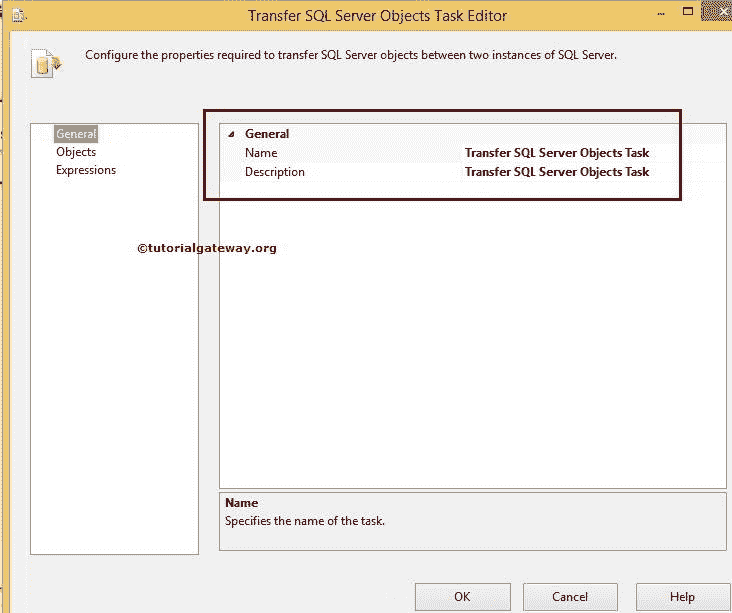 Transfer SQL Server Objects Task Editor
Configure the properties required to transfer SQL Server objects between two instances of SQL Server.
General
Objects
Expressions
General
Name Transfer SQL Server Objects Task
Description Transfer SQL Server Objects Task
©tutorialgateway.org
Name
Specifies the name of the task.
OK Cancel Help